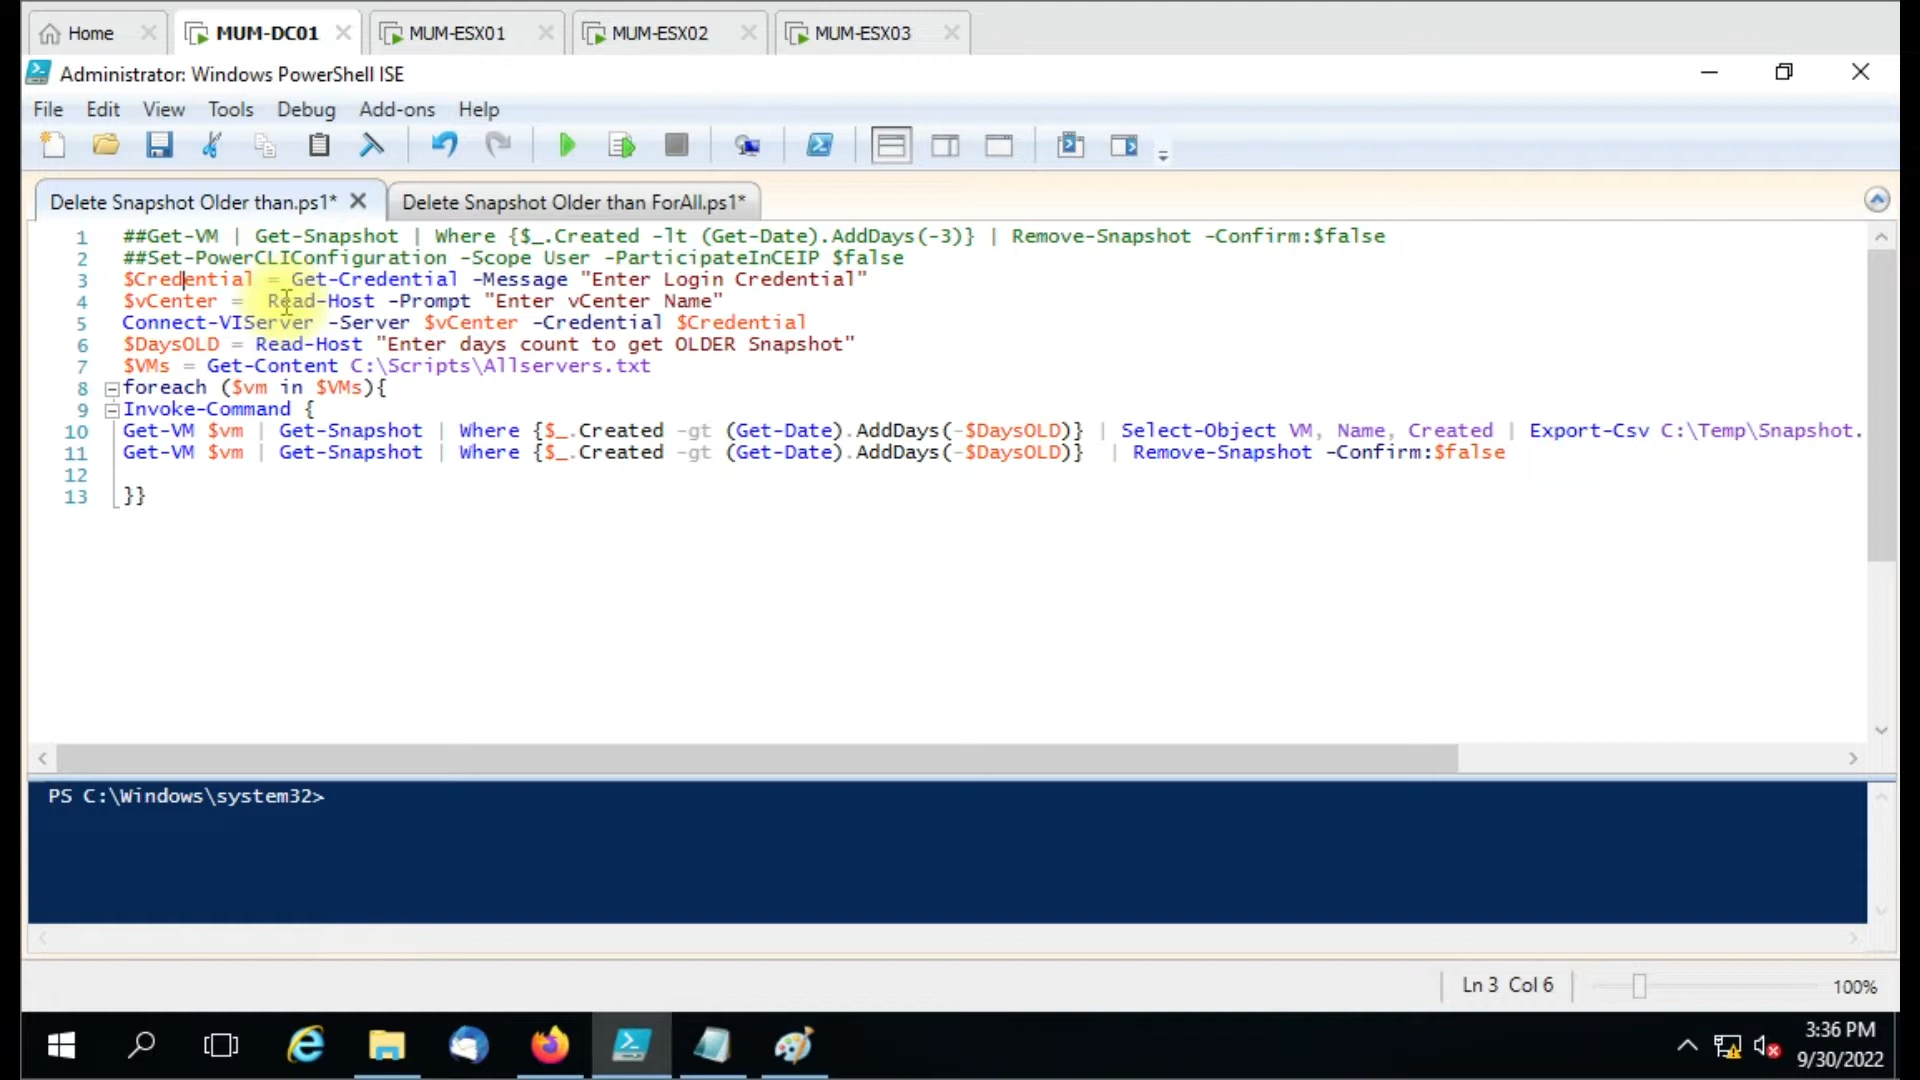 Home MUM-DC01 MUM-ESX01 MUM-ESX02 MUM-ESX03
Administrator: Windows PowerShell ISE
File Edit View Tools Debug Add-ons Help
Delete Snapshot Older than.ps1* Delete Snapshot Older than ForAll.ps1*
1 ##Get-VM | Get-Snapshot | Where {$_.Created -lt (Get-Date).AddDays(-3)} | Remove-Snapshot -Confirm:$false
2 ##Set-PowerCLIConfiguration -Scope User -ParticipateInCEIP $false
3 $Credential = Get-Credential -Message "Enter Login Credential"
4 $vCenter = Read-Host -Prompt "Enter vCenter Name"
5 Connect-VIServer -Server $vCenter -Credential $Credential
6 $DaysOLD = Read-Host "Enter days count to get OLDER Snapshot"
7 $VMs = Get-Content C:\Scripts\Allservers.txt
8 foreach ($vm in $VMs){
9 Invoke-Command {
10 Get-VM $vm | Get-Snapshot | Where {$_.Created -gt (Get-Date).AddDays(-$DaysOLD)} | Select-Object VM, Name, Created | Export-Csv C:\Temp\Snapshot.
11 Get-VM $vm | Get-Snapshot | Where {$_.Created -gt (Get-Date).AddDays(-$DaysOLD)} | Remove-Snapshot -Confirm:$false
12
13 }}
PS C:\Windows\system32>
Ln 3 Col 6 100%
3:36 PM
9/30/2022